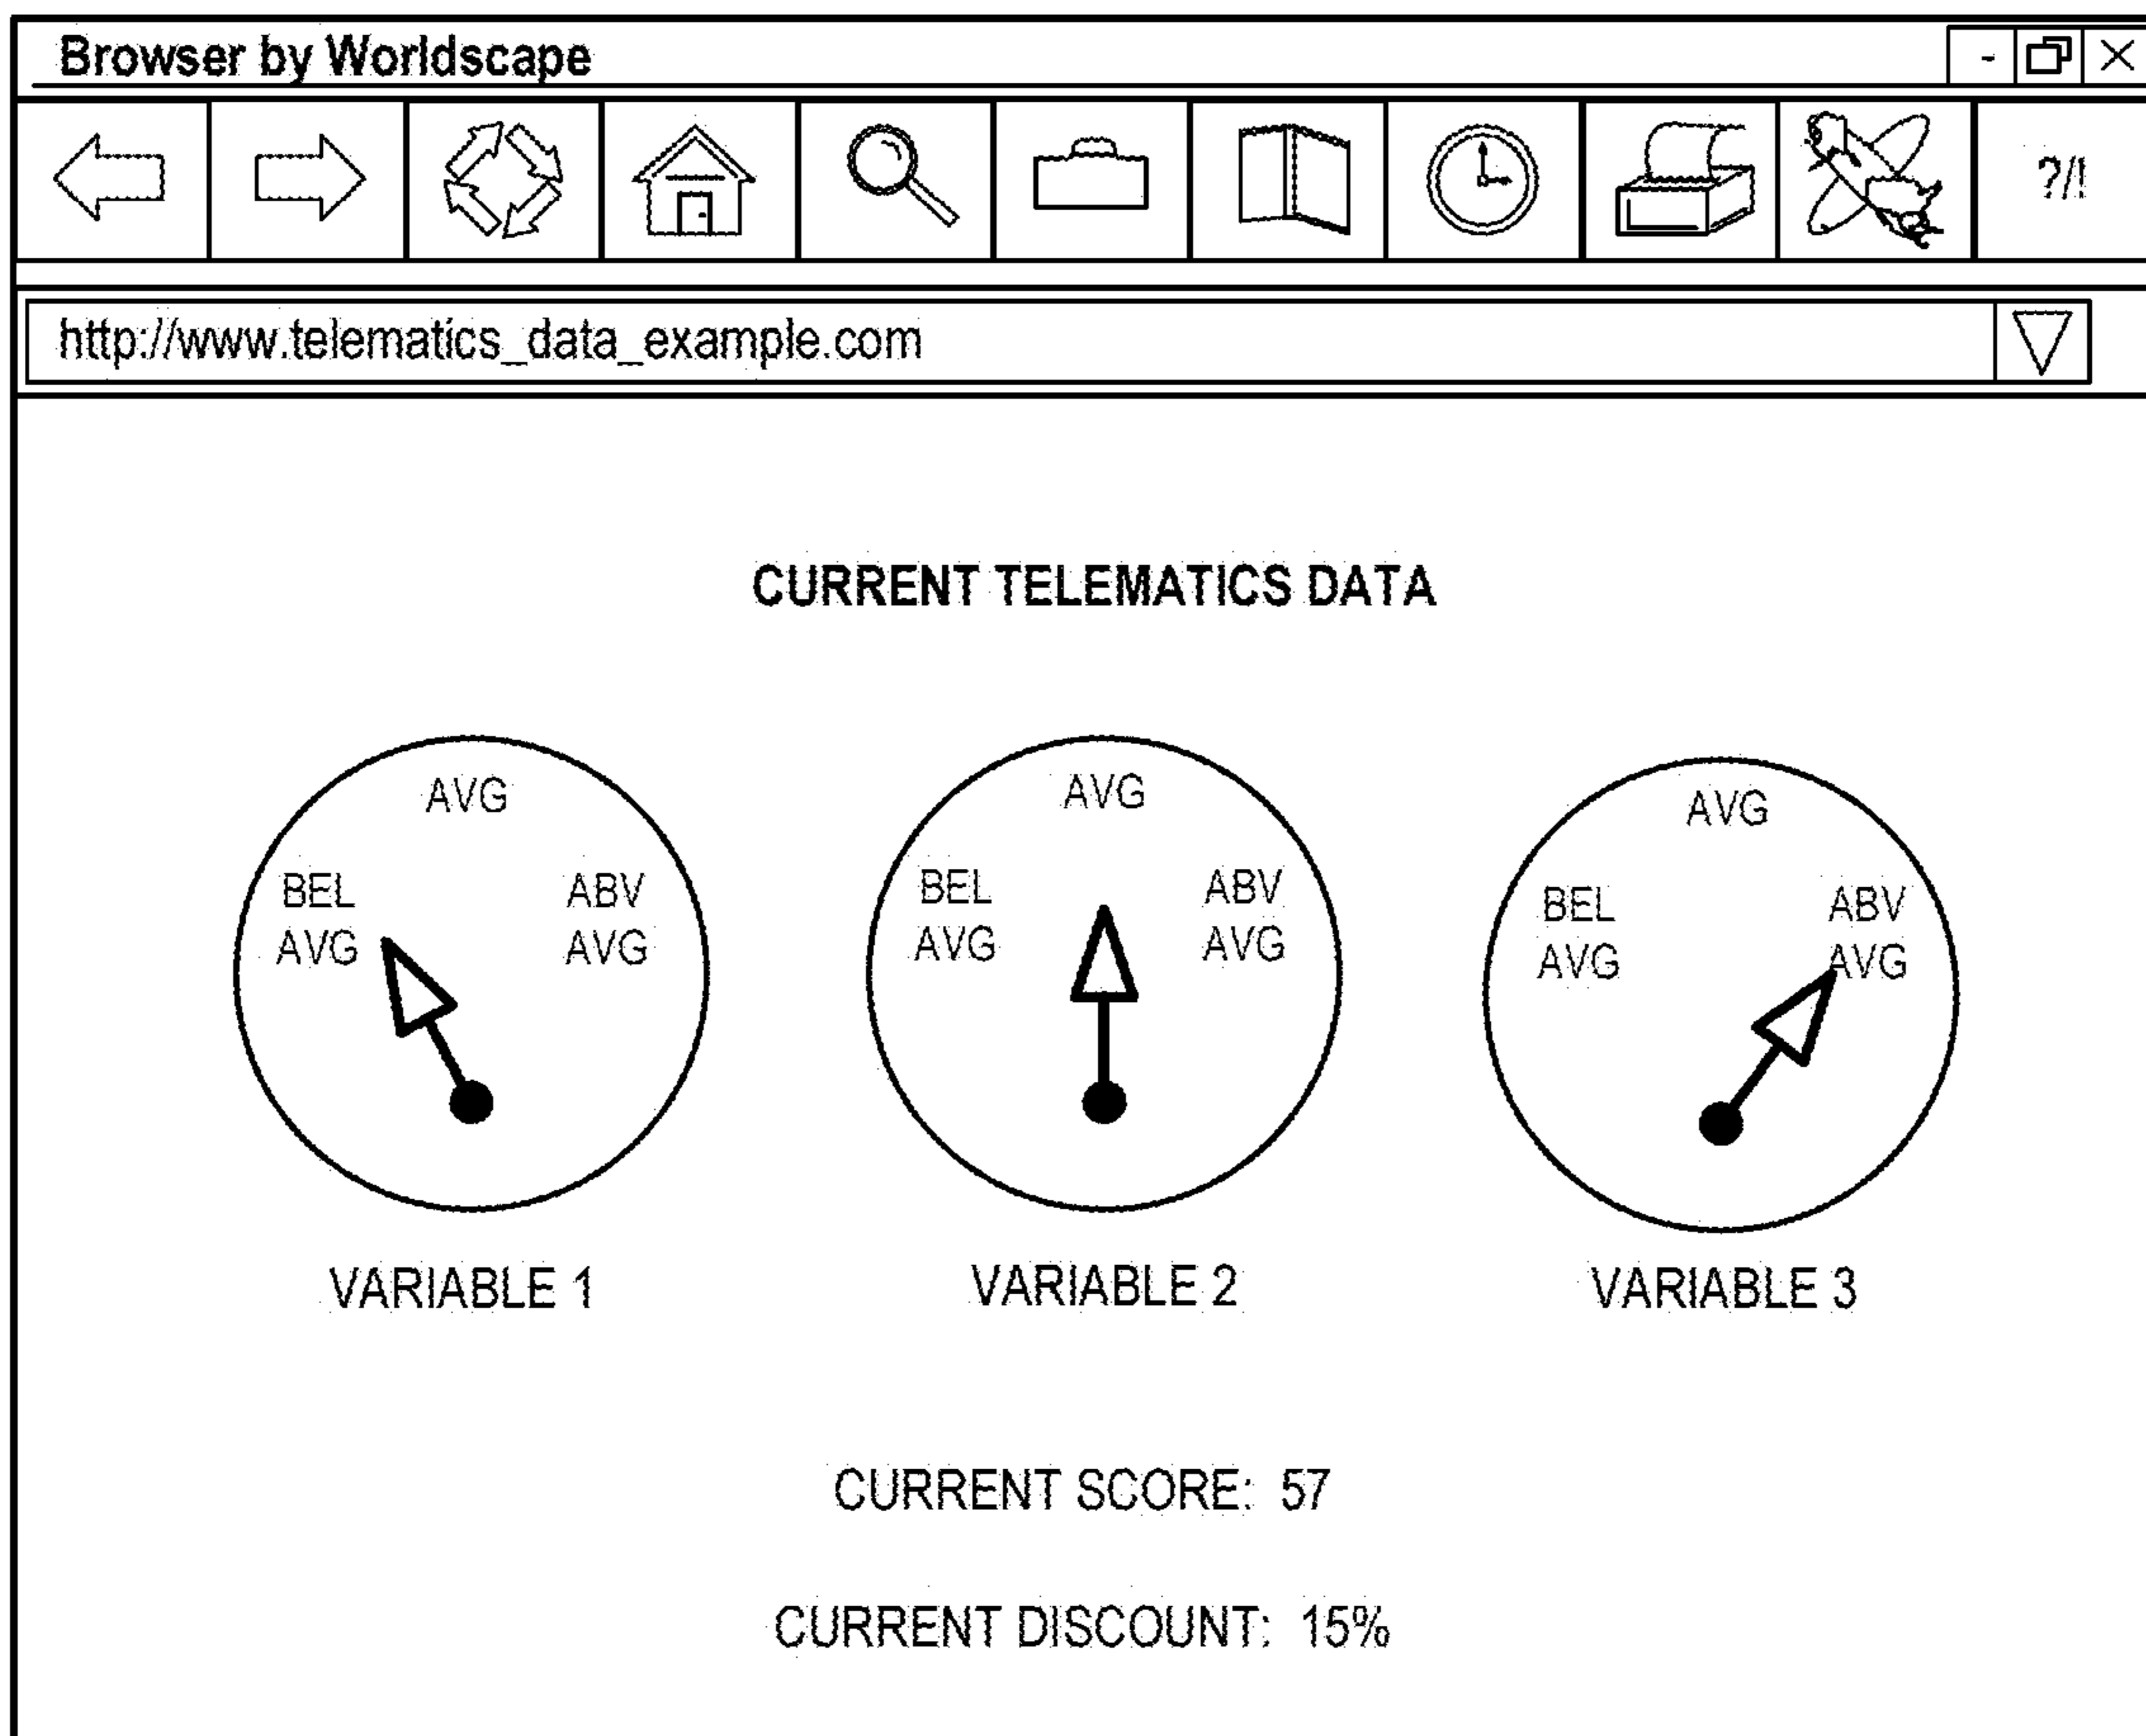 Browser by Worldscape
?/!
http://www.telematics_data_example.com
CURRENT TELEMATICS DATA
AVG
BEL
AVG
ABV
AVG
VARIABLE 1
AVG
BEL
AVG
ABV
AVG
VARIABLE 2
AVG
BEL
AVG
ABV
AVG
VARIABLE 3
CURRENT SCORE: 57
CURRENT DISCOUNT: 15%